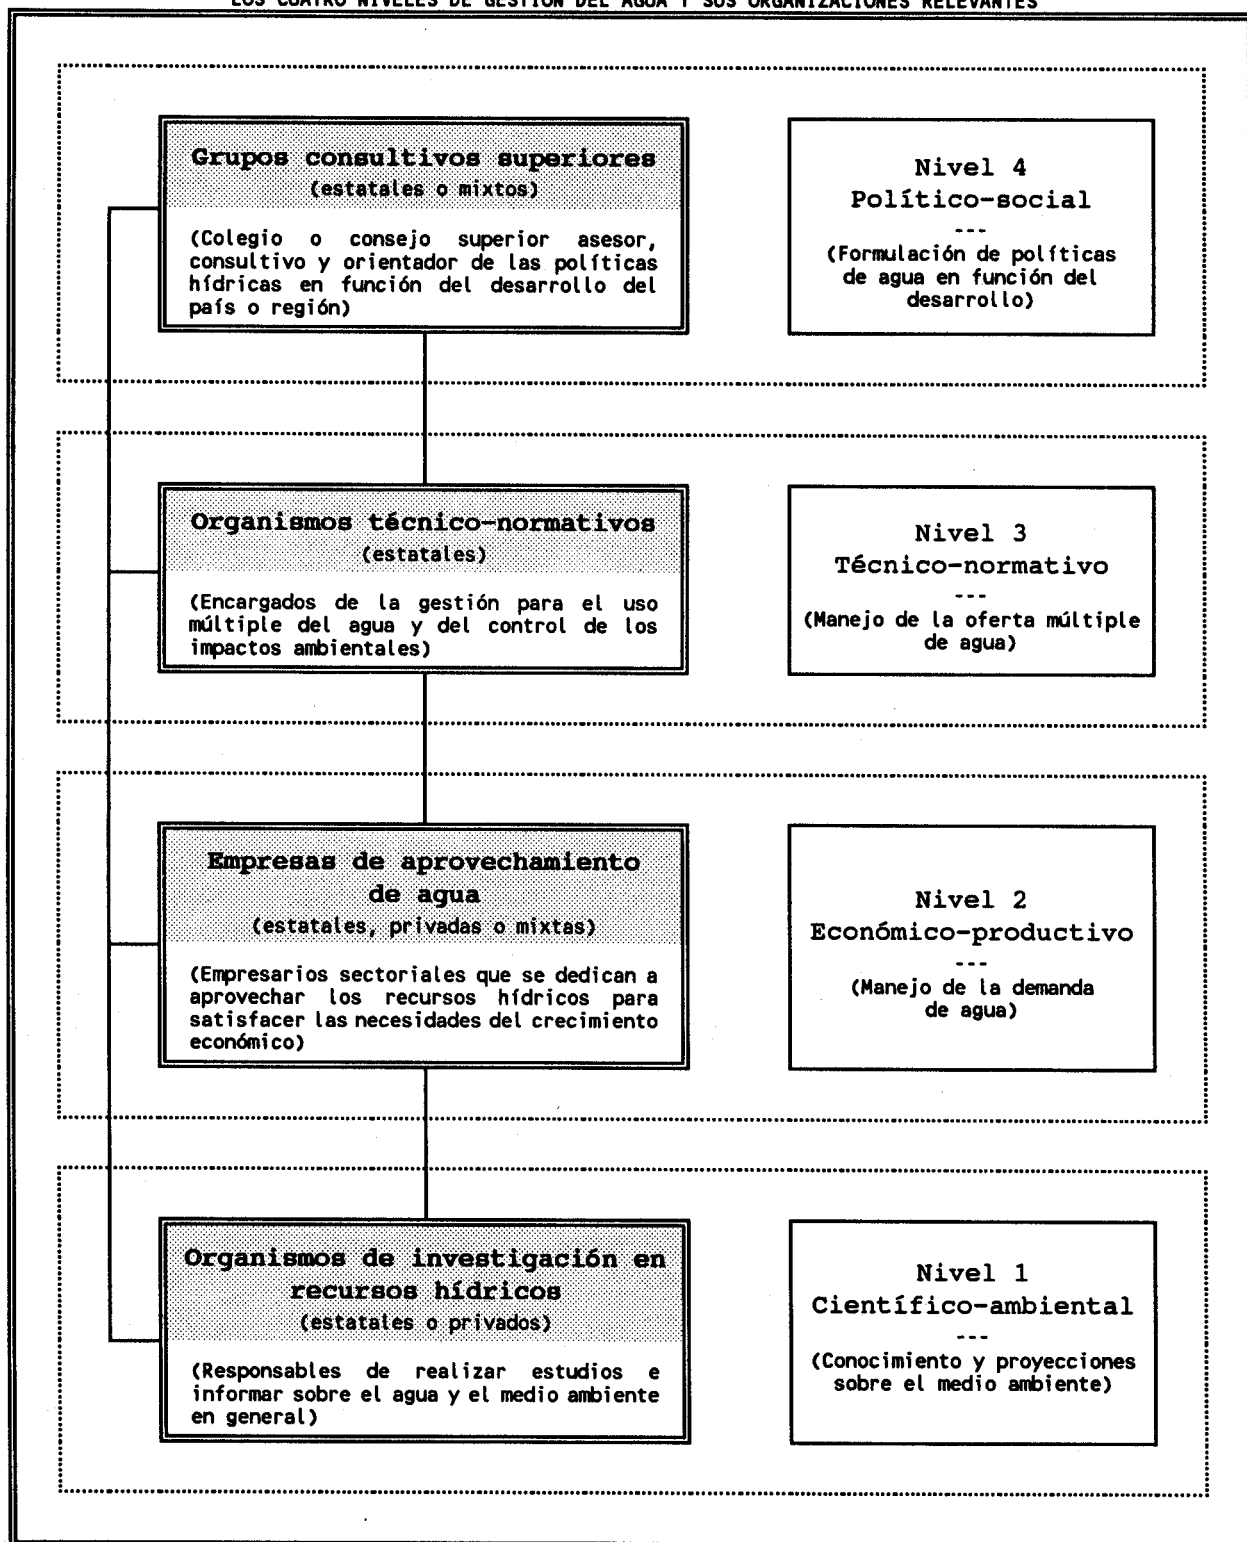 LOS CUATRO NIVELES DE GESTION DEL AGUA Y SUS ORGANIZACIONES RELEVANTES
Grupos consultivos superiores
(estatales o mixtos)
(Colegio o consejo superior asesor,
consultivo y orientador de las políticas
hídricas en función del desarrollo del
país o región)
Nivel 4
Político-social
---
(Formulación de políticas
de agua en función del
desarrollo)
Organismos técnico-normativos
(estatales)
(Encargados de la gestión para el uso
múltiple del agua y del control de los
impactos ambientales)
Nivel 3
Técnico-normativo
---
(Manejo de la oferta múltiple
de agua)
Empresas de aprovechamiento
de agua
(estatales, privadas o mixtas)
(Empresarios sectoriales que se dedican a
aprovechar los recursos hídricos para
satisfacer las necesidades del crecimiento
económico)
Nivel 2
Económico-productivo
---
(Manejo de la demanda
de agua)
Organismos de investigación en
recursos hídricos
(estatales o privados)
(Responsables de realizar estudios e
informar sobre el agua y el medio ambiente
en general)
Nivel 1
Científico-ambiental
---
(Conocimiento y proyecciones
sobre el medio ambiente)